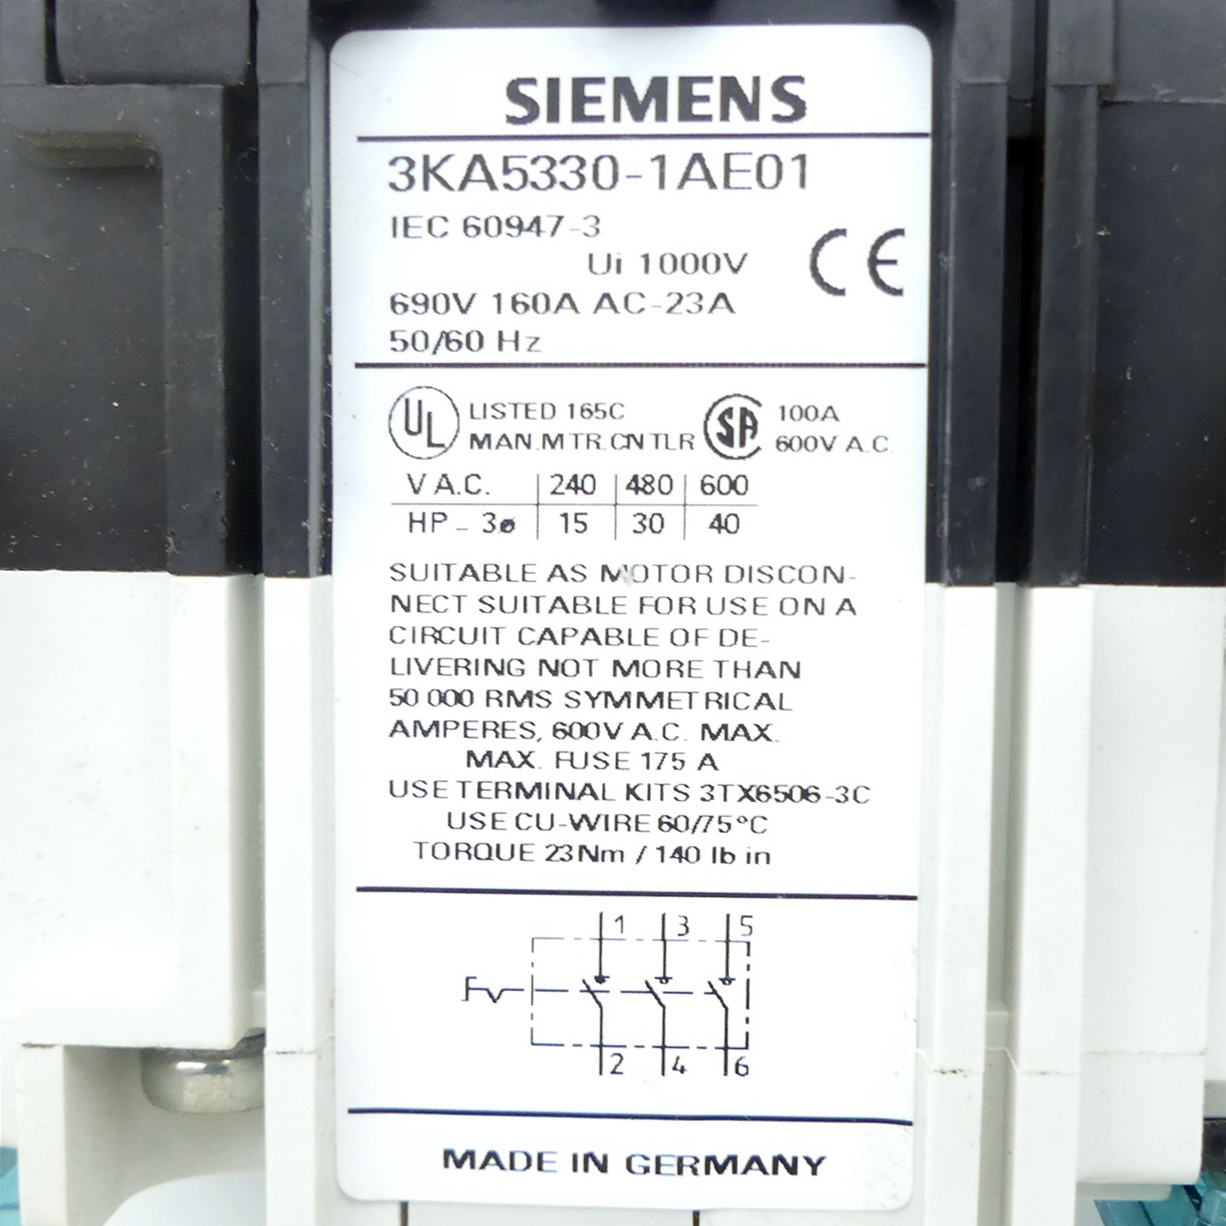 SIEMENS
3KA5330-1AE01
IEC 60947-3
Ui 1000V
CE
690V 160A AC-23A
50/60 Hz
UL LISTED 165C SA 100A
MAN.MTR.CNTLR 600V A.C.
V A.C. 240 480 600
HP - 3ø 15 30 40
SUITABLE AS MOTOR DISCON-
NECT SUITABLE FOR USE ON A
CIRCUIT CAPABLE OF DE-
LIVERING NOT MORE THAN
50 000 RMS SYMMETRICAL
AMPERES, 600V A.C. MAX.
MAX. FUSE 175 A
USE TERMINAL KITS 3TX6506-3C
USE CU-WIRE 60/75°C
TORQUE 23Nm / 140 lb in
1 3 5
2 4 6
MADE IN GERMANY